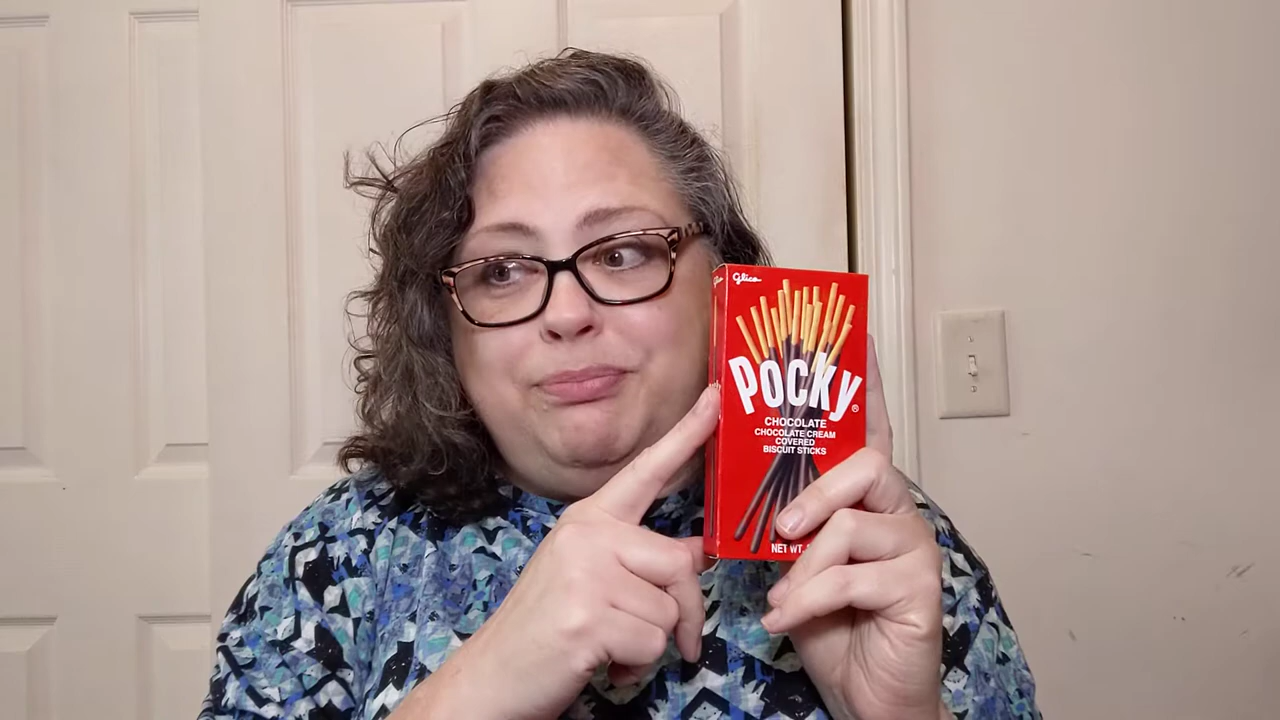 Glico
POCKY®
CHOCOLATE
CHOCOLATE CREAM
COVERED
BISCUIT STICKS
NET WT.